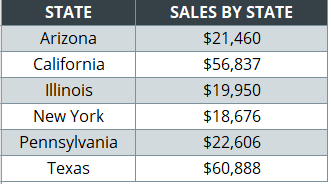 STATE SALES BY STATE
Arizona $21,460
California $56,837
Illinois $19,950
New York $18,676
Pennsylvania $22,606
Texas $60,888